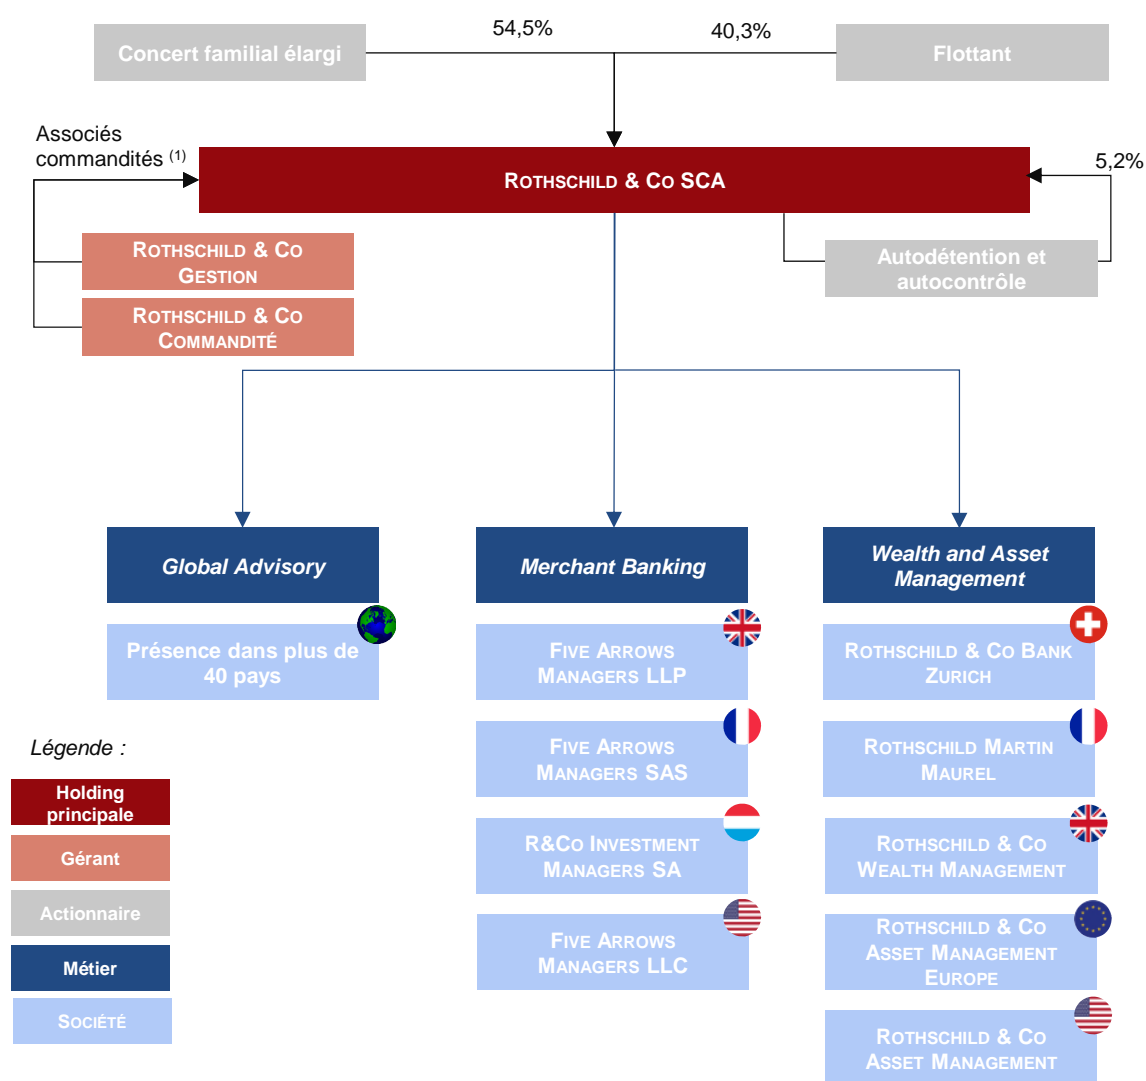 54,5%
40,3%
Concert familial élargi
Flottant
Associés
commandités (1)
5,2%
ROTHSCHILD & CO SCA
ROTHSCHILD & CO
GESTION
Autodétention et
autocontrôle
ROTHSCHILD & CO
COMMANDITÉ
Global Advisory
Merchant Banking
Wealth and Asset
Management
Présence dans plus de
40 pays
FIVE ARROWS
MANAGERS LLP
ROTHSCHILD & CO BANK
ZURICH
FIVE ARROWS
MANAGERS SAS
ROTHSCHILD MARTIN
MAUREL
R&CO INVESTMENT
MANAGERS SA
ROTHSCHILD & CO
WEALTH MANAGEMENT
FIVE ARROWS
MANAGERS LLC
ROTHSCHILD & CO
ASSET MANAGEMENT
EUROPE
ROTHSCHILD & CO
ASSET MANAGEMENT
Légende :
Holding
principale
Gérant
Actionnaire
Métier
SOCIÉTÉ